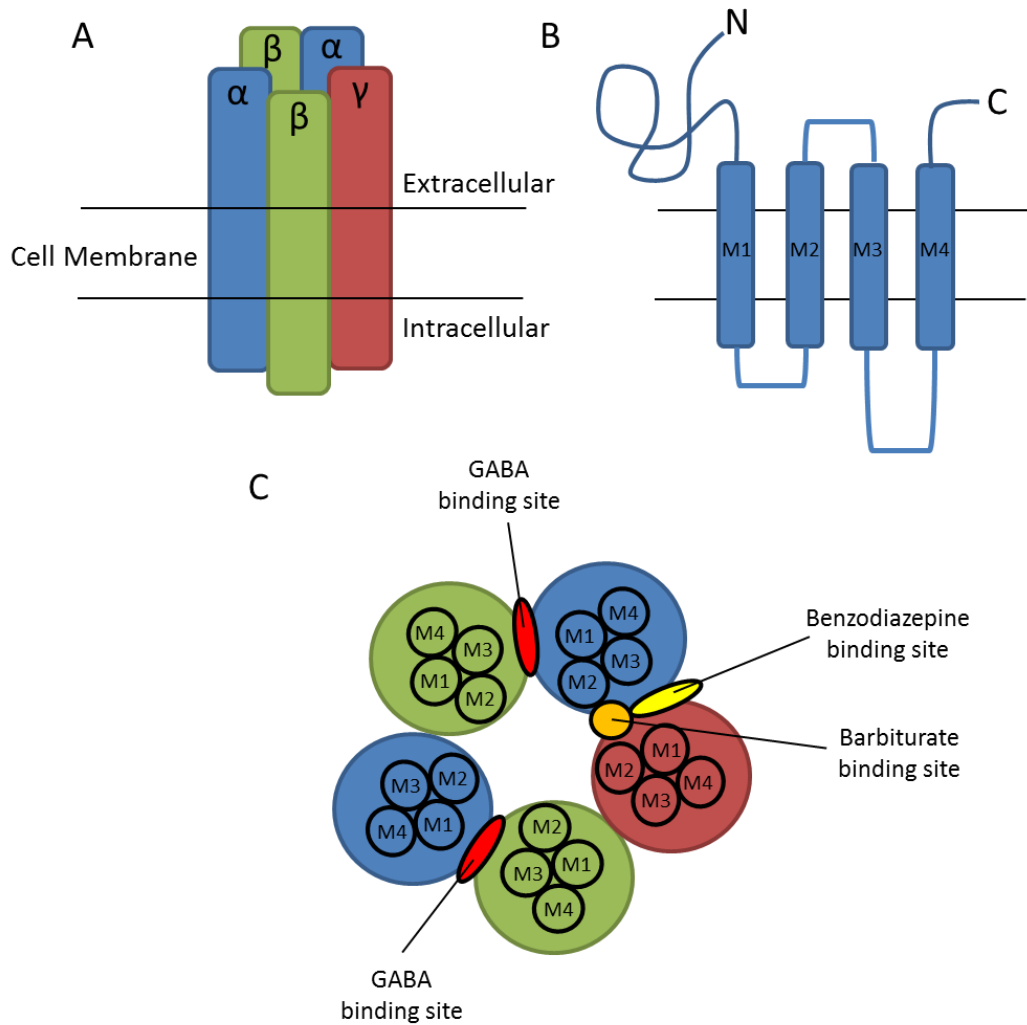 A
β
α
α
β
γ
Extracellular
Cell Membrane
Intracellular
B
N
C
M1
M2
M3
M4
C
GABA
binding site
Benzodiazepine
binding site
Barbiturate
binding site
GABA
binding site
M4
M3
M1
M2
M4
M1
M3
M2
M1
M2
M4
M3
M3
M2
M4
M1
M2
M1
M3
M4